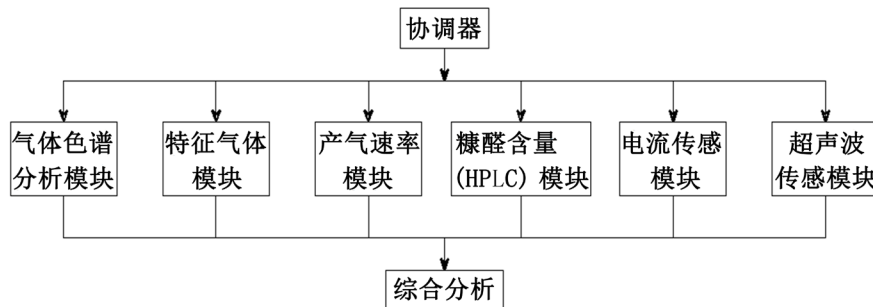 协调器
气体色谱
分析模块
特征气体
模块
产气速率
模块
糠醛含量
(HPLC) 模块
电流传感
模块
超声波
传感模块
综合分析